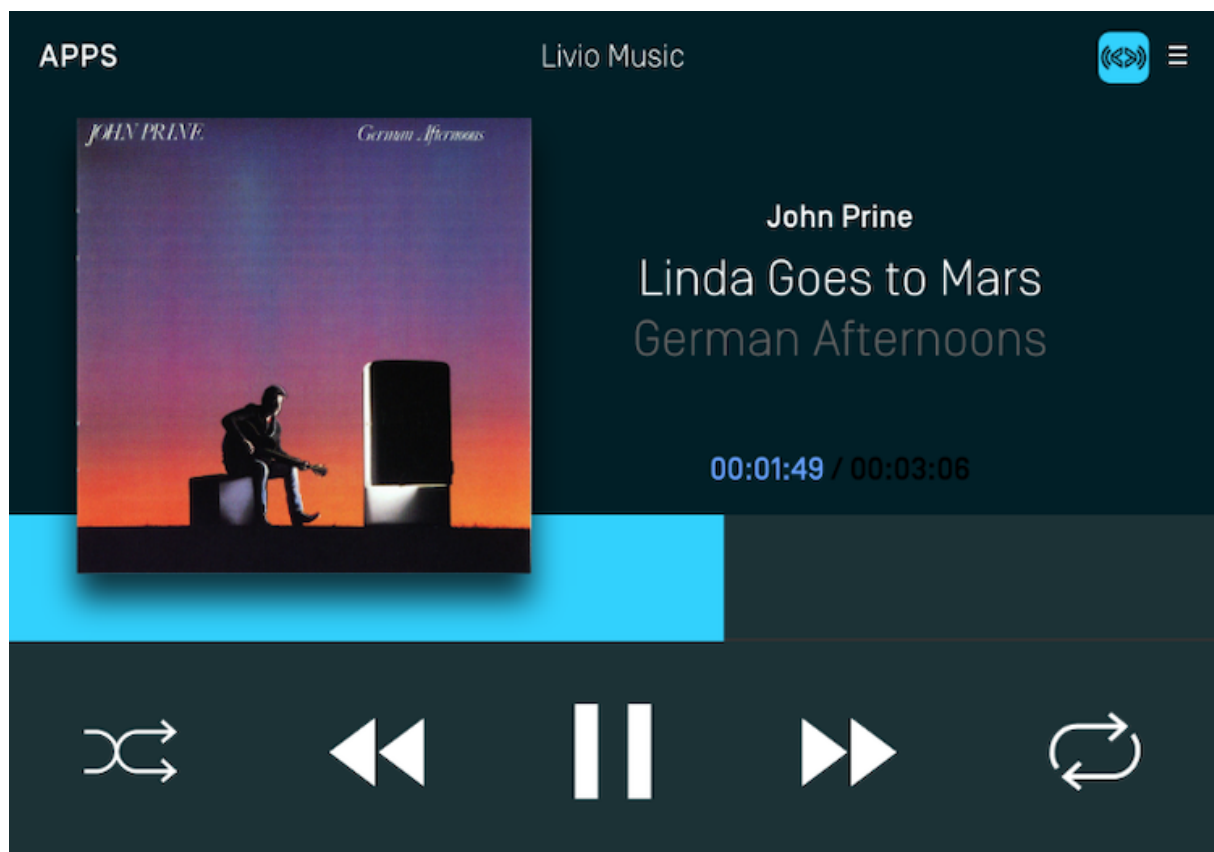 APPS
Livio Music
JOHN PRINE
German Afternoons
John Prine
Linda Goes to Mars
German Afternoons
00:01:49 / 00:03:06